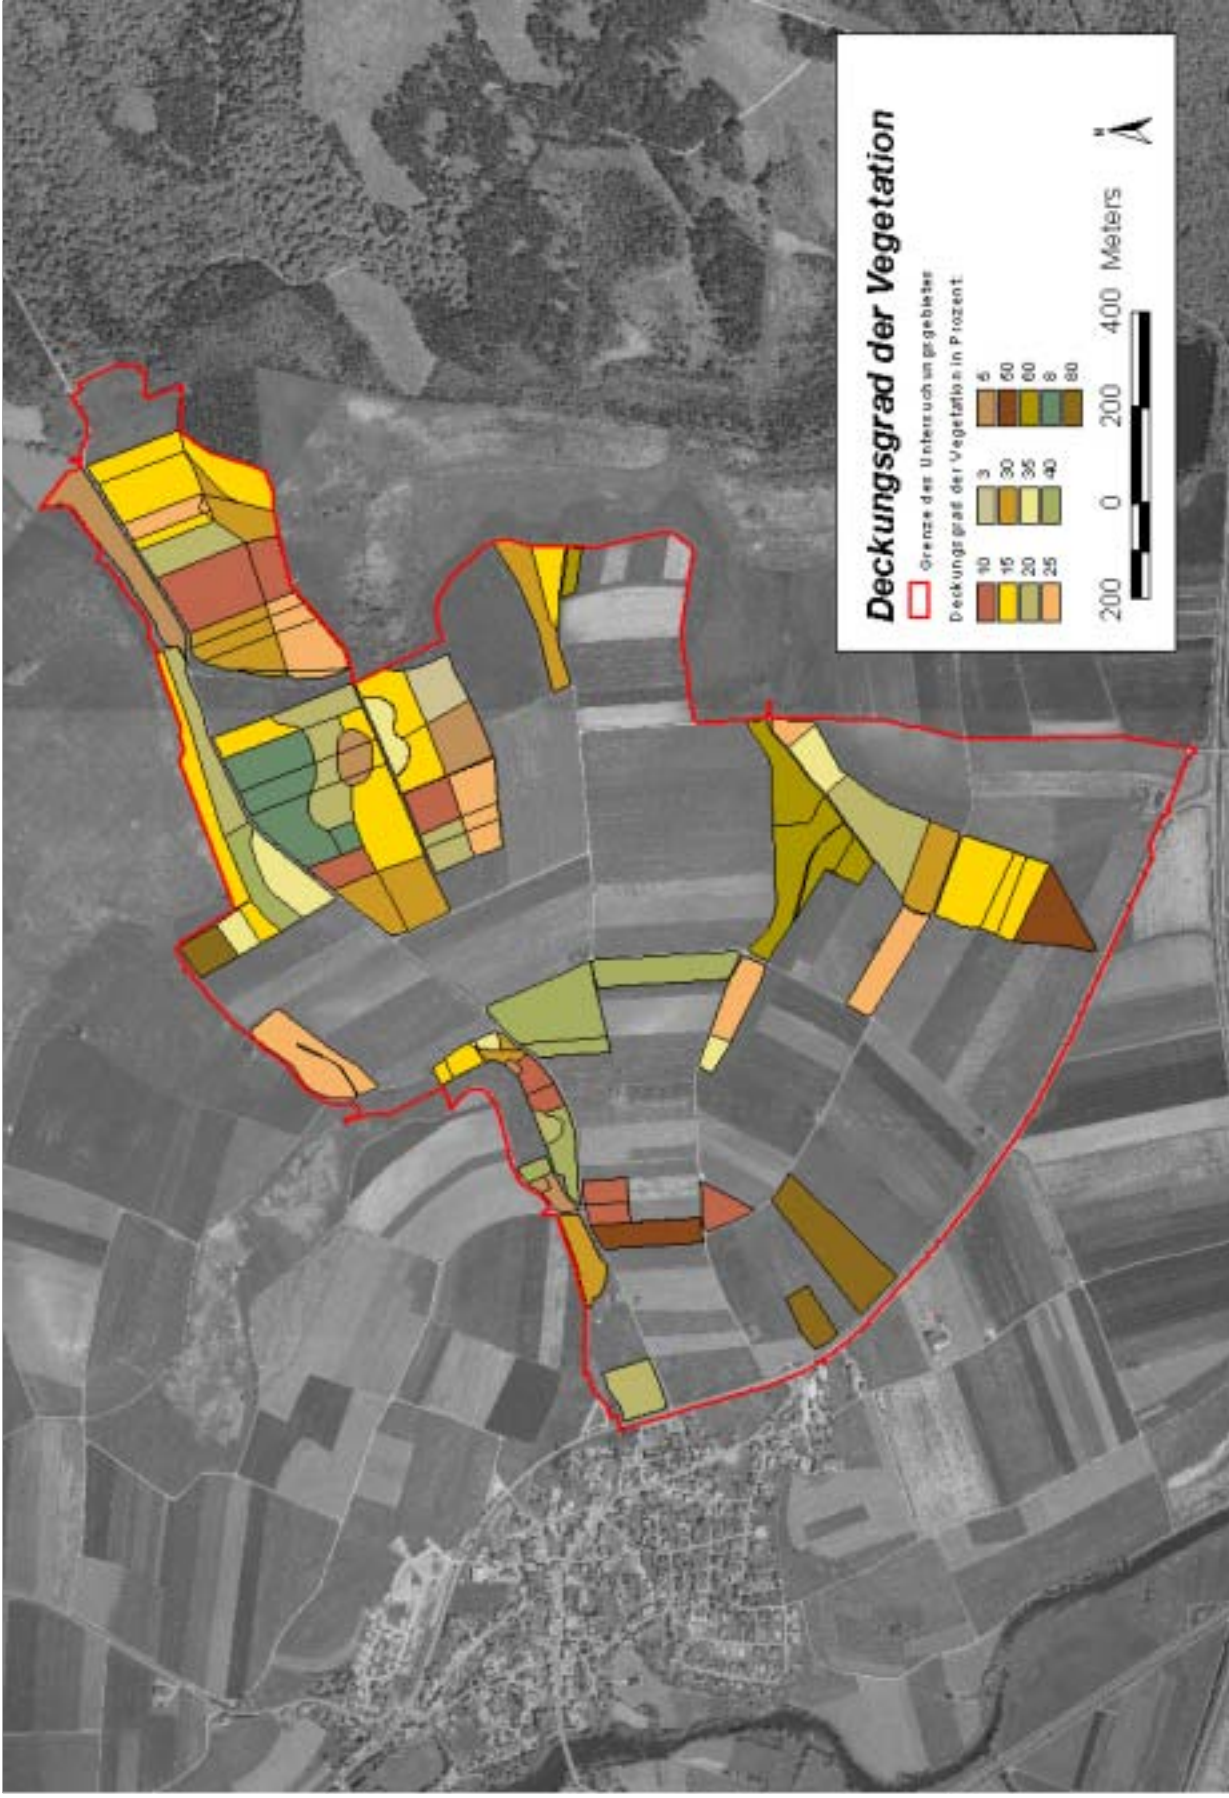 Deckungsgrad der Vegetation
Grenze des Untersuchungsgebietes
Deckungsgrad der Vegetation in Prozent
10 3 5
15 30 50
20 35 60
25 40 8
80
200 0 200 400 Meters
N